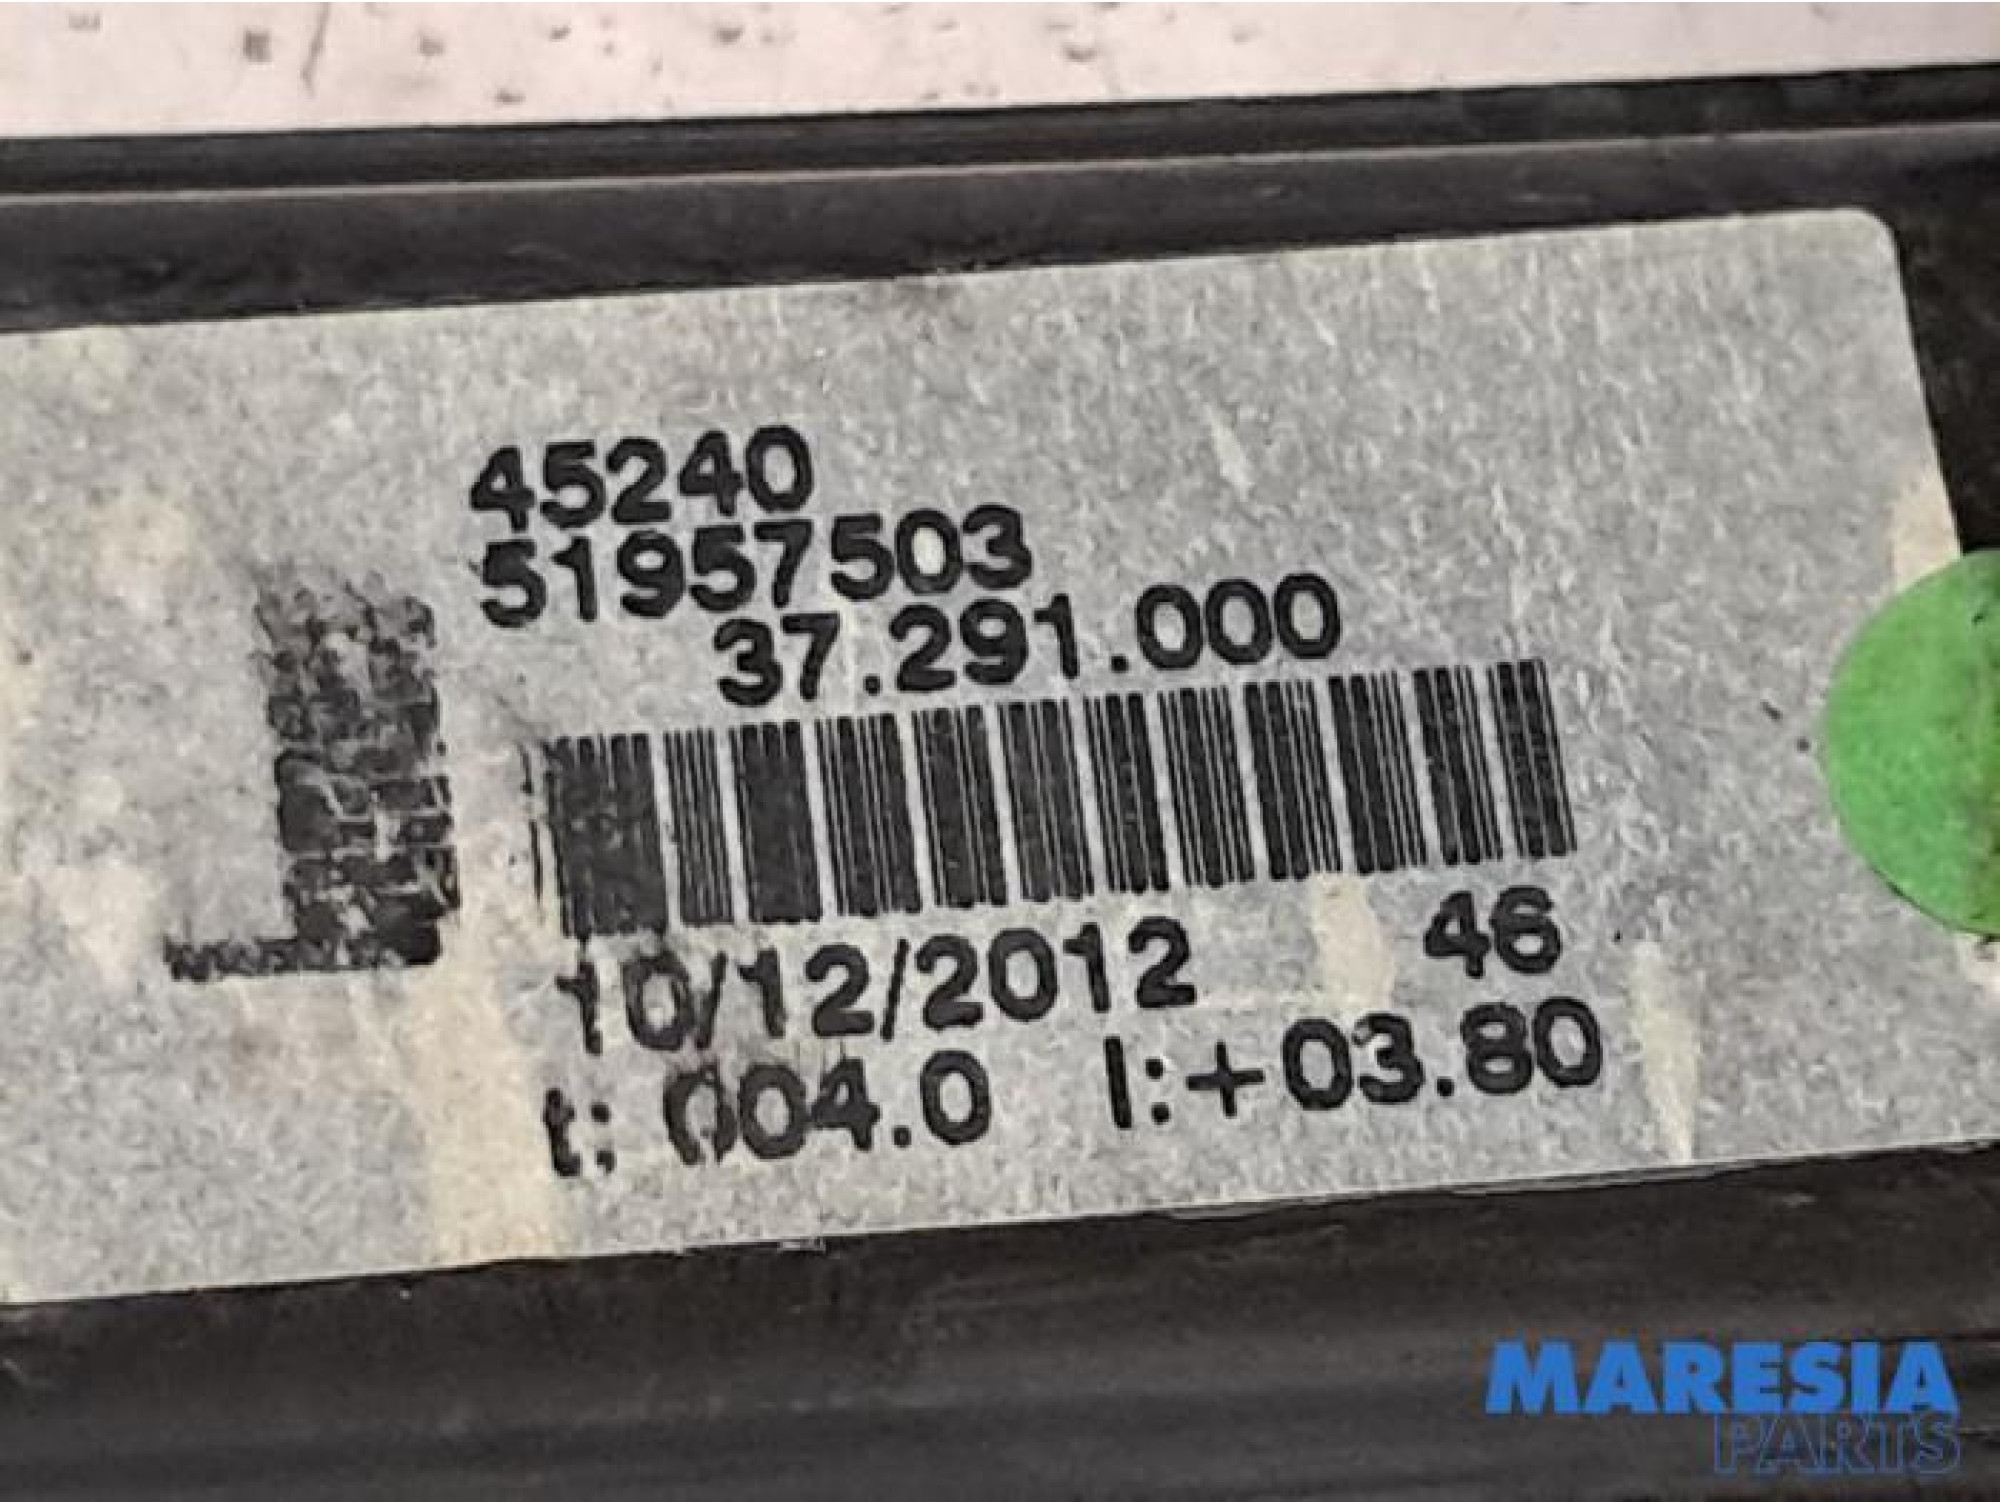 45240
51957503
37.291.000
10/12/2012 46
t: 004.0 l:+03.80
MARESIA
PARTS